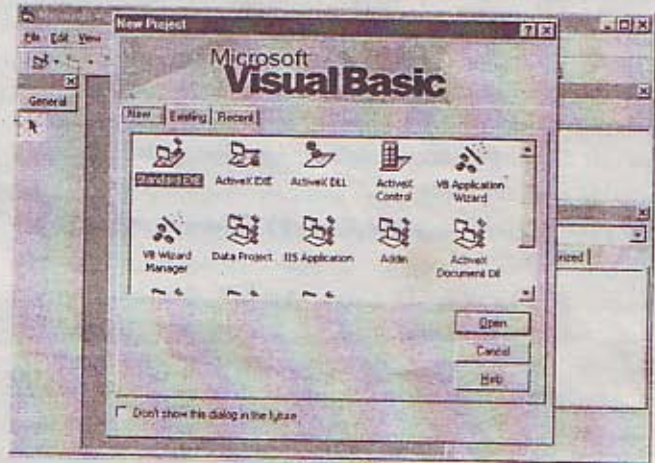 New Project
File Edit View
Microsoft
Visual Basic
General
New Existing Recent
Standard EXE ActiveX EXE ActiveX DLL ActiveX Control VB Application Wizard
VB Wizard Manager Data Project IIS Application Addin ActiveX Document Dll
Open
Cancel
Help
Don't show this dialog in the future